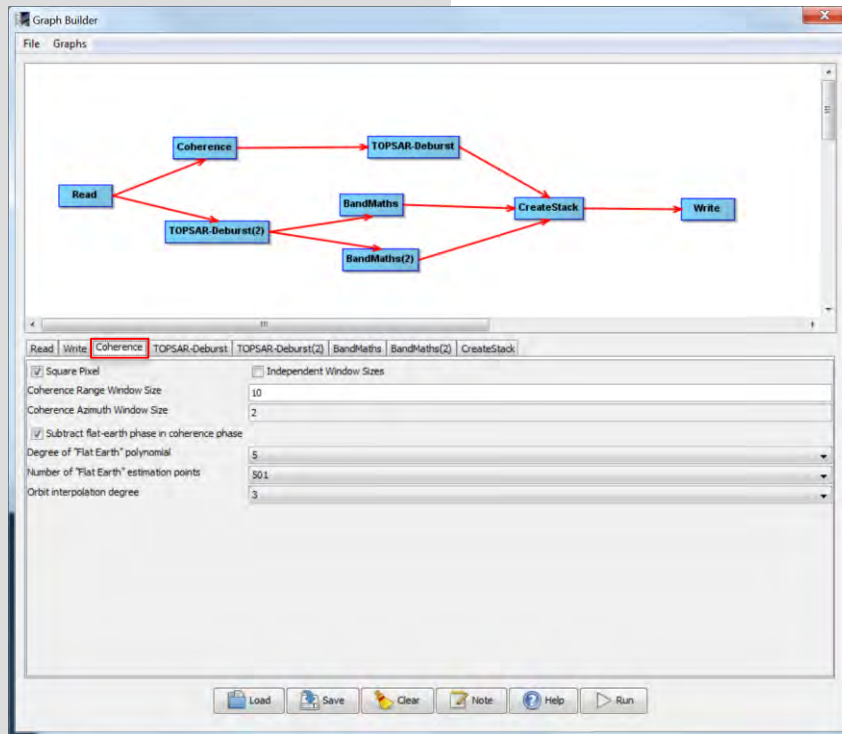 Graph Builder
File Graphs
Coherence
TOPSAR-Deburst
Read
BandMaths
CreateStack
Write
TOPSAR-Deburst(2)
BandMaths(2)
Read Write Coherence TOPSAR-Deburst TOPSAR-Deburst(2) BandMaths BandMaths(2) CreateStack
Square Pixel Independent Window Sizes
Coherence Range Window Size 10
Coherence Azimuth Window Size 2
Subtract flat-earth phase in coherence phase
Degree of "Flat Earth" polynomial 5
Number of "Flat Earth" estimation points 501
Orbit interpolation degree 3
Load Save Clear Note Help Run